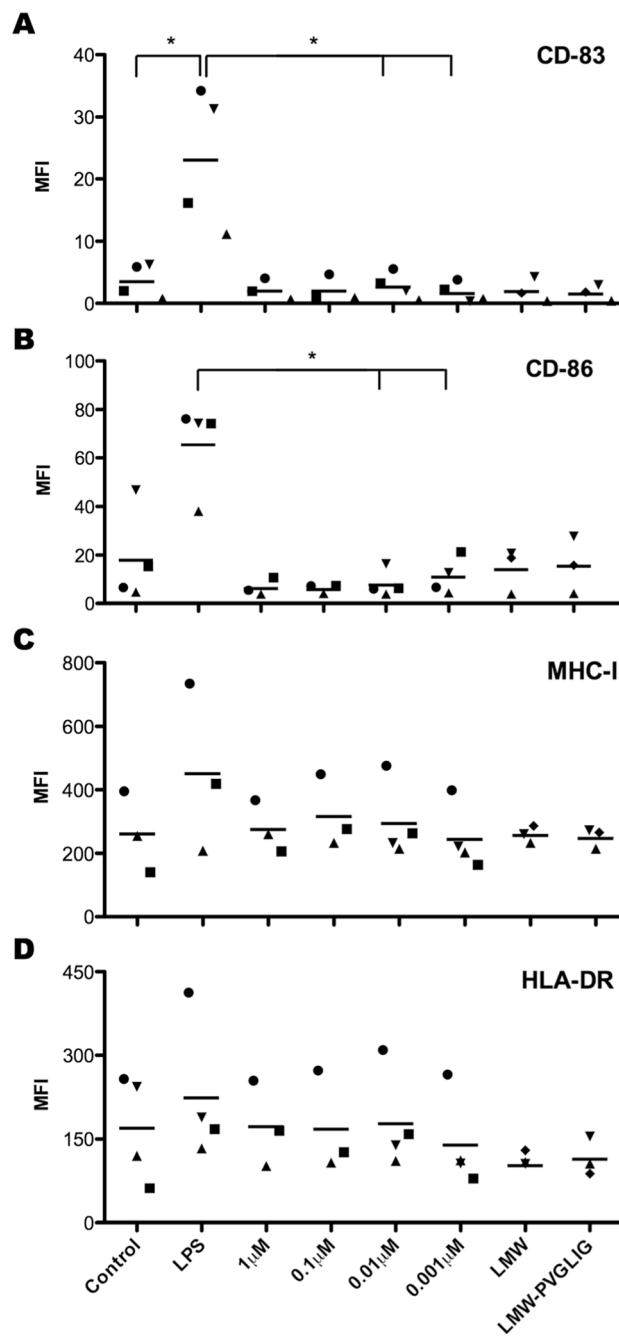 A
* *
CD-83
40
30
20
10
0
MFI
B
*
CD-86
100
80
60
40
20
0
MFI
C
MHC-I
800
600
400
200
0
MFI
D
HLA-DR
450
300
150
0
MFI
Control
LPS
1µM
0.1µM
0.01µM
0.001µM
LMW
LMW-PVGLIG